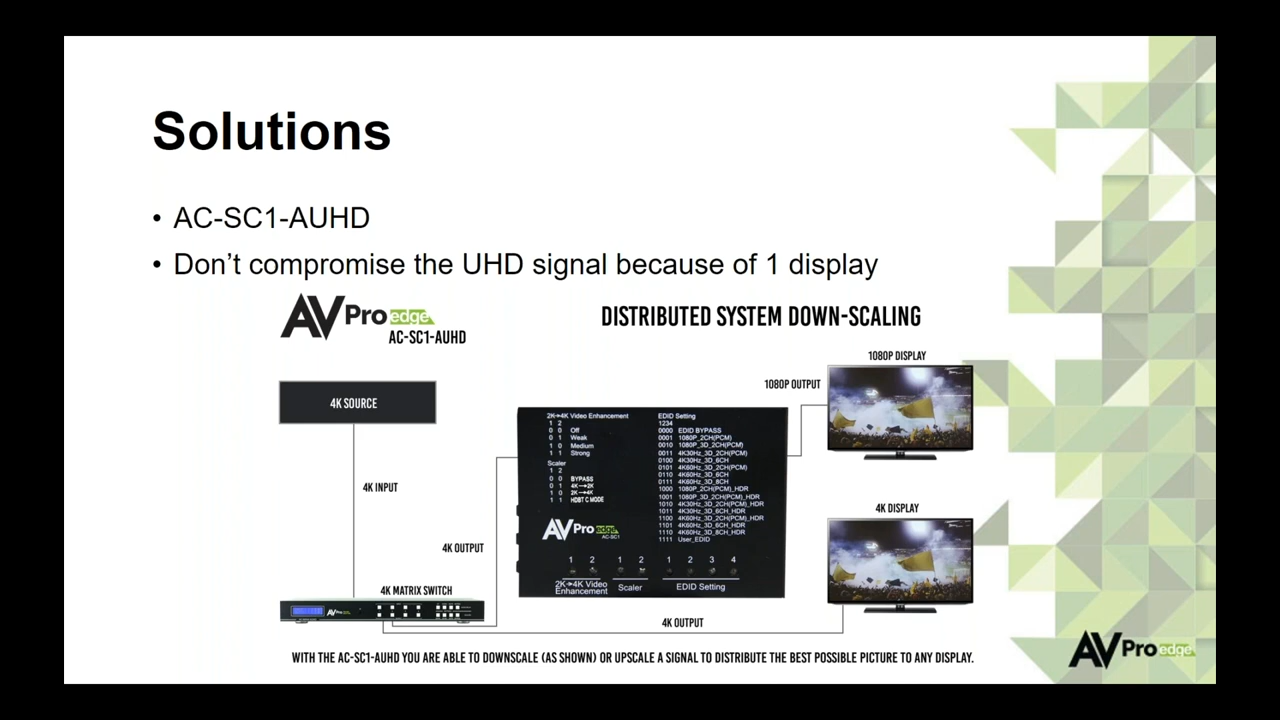 Solutions
• AC-SC1-AUHD
• Don't compromise the UHD signal because of 1 display
AVPro edge
AC-SC1-AUHD
DISTRIBUTED SYSTEM DOWN-SCALING
1080P DISPLAY
1080P OUTPUT
4K SOURCE
4K INPUT
4K OUTPUT
4K MATRIX SWITCH
2K→4K Video Enhancement
1 2
0 0 Off
0 1 Weak
1 0 Medium
1 1 Strong
Scaler
1 2
0 0 BYPASS
0 1 4K→2K
1 0 2K→4K
1 1 HDBT C MODE
EDID Setting
1234
0000 EDID BYPASS
0001 1080P_2CH(PCM)
0010 1080P_3D_2CH(PCM)
0011 4K30Hz_3D_2CH(PCM)
0100 4K30Hz_3D_6CH
0101 4K60Hz_3D_2CH(PCM)
0110 4K60Hz_3D_6CH
0111 4K60Hz_3D_8CH
1000 1080P_2CH(PCM)_HDR
1001 1080P_3D_2CH(PCM)_HDR
1010 4K30Hz_3D_2CH(PCM)_HDR
1011 4K30Hz_3D_6CH_HDR
1100 4K60Hz_3D_2CH(PCM)_HDR
1101 4K60Hz_3D_6CH_HDR
1110 4K60Hz_3D_8CH_HDR
1111 User_EDID
AVPro edge
AC-SC1
1 2 1 2 1 2 3 4
2K→4K Video
Enhancement
Scaler
EDID Setting
4K DISPLAY
4K OUTPUT
AVPro
WITH THE AC-SC1-AUHD YOU ARE ABLE TO DOWNSCALE (AS SHOWN) OR UPSCALE A SIGNAL TO DISTRIBUTE THE BEST POSSIBLE PICTURE TO ANY DISPLAY.
AVPro edge